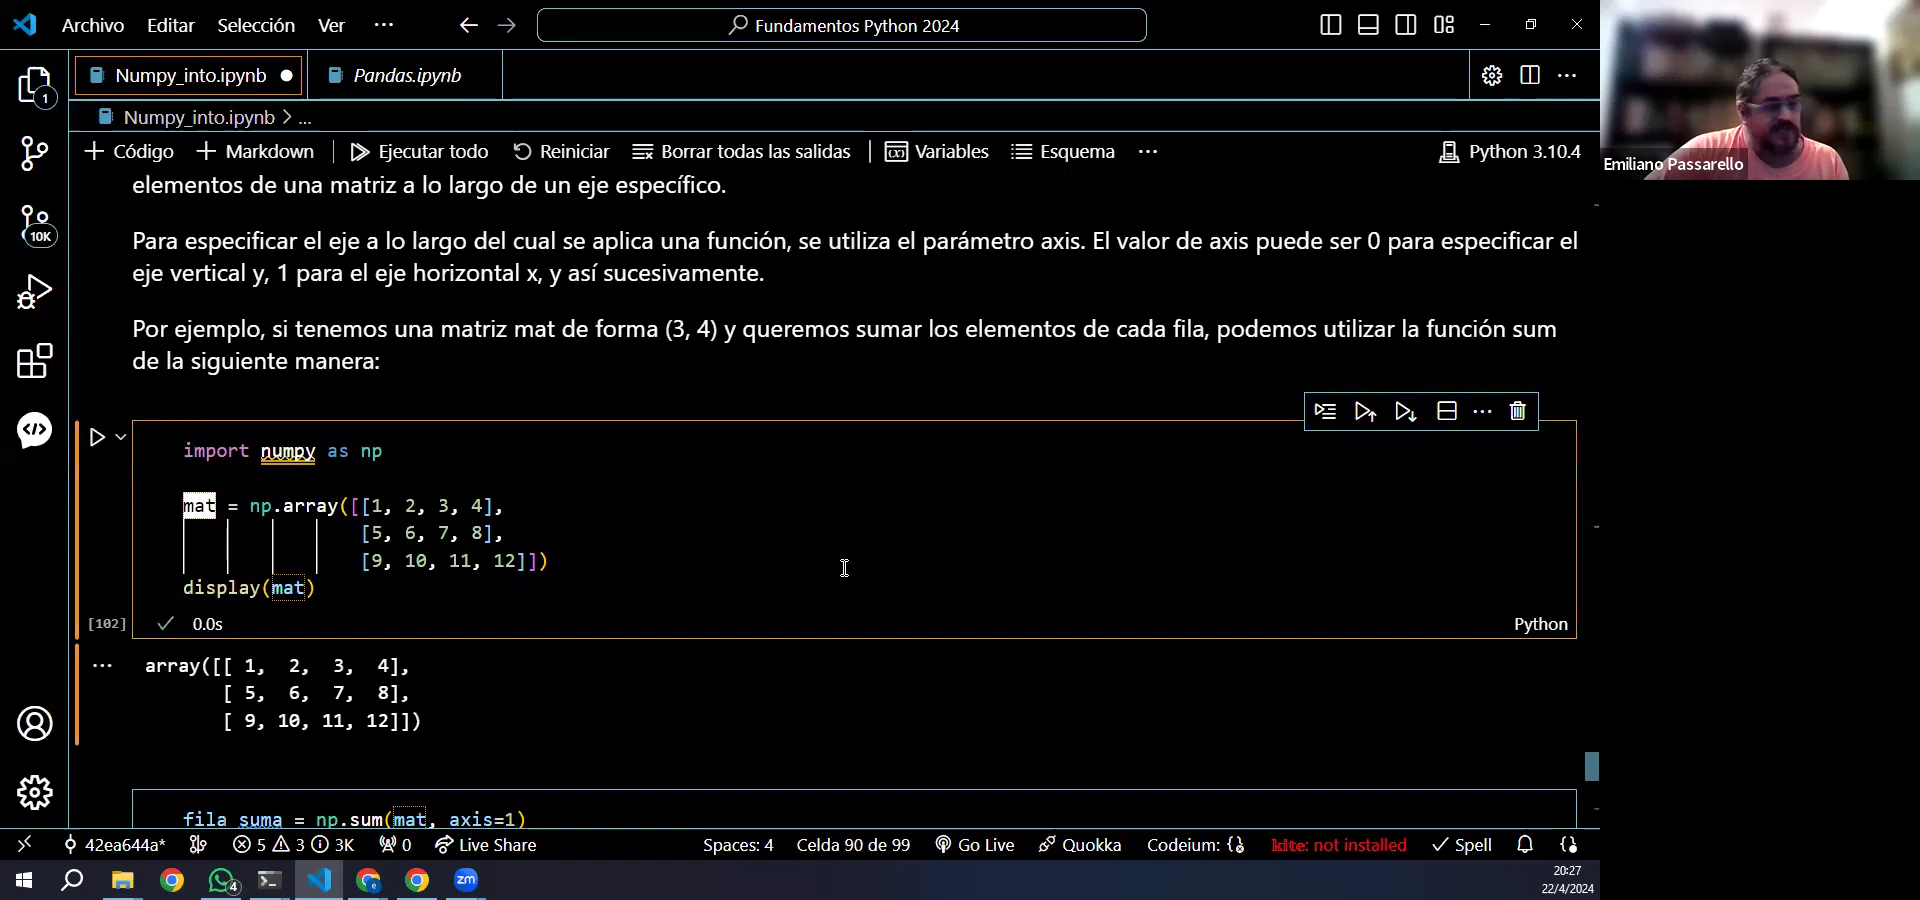 Archivo Editar Selección Ver ··· Fundamentos Python 2024
Numpy_into.ipynb Pandas.ipynb
1
Numpy_into.ipynb > ...
Código Markdown Ejecutar todo Reiniciar Borrar todas las salidas Variables Esquema ··· Python 3.10.4
Emiliano Passarello
elementos de una matriz a lo largo de un eje específico.
10K
Para especificar el eje a lo largo del cual se aplica una función, se utiliza el parámetro axis. El valor de axis puede ser 0 para especificar el
eje vertical y, 1 para el eje horizontal x, y así sucesivamente.
Por ejemplo, si tenemos una matriz mat de forma (3, 4) y queremos sumar los elementos de cada fila, podemos utilizar la función sum
de la siguiente manera:
import numpy as np
mat = np.array([[1, 2, 3, 4],
[5, 6, 7, 8],
[9, 10, 11, 12]])
display(mat)
[102] 0.0s Python
array([[ 1, 2, 3, 4],
[ 5, 6, 7, 8],
[ 9, 10, 11, 12]])
fila_suma = np.sum(mat, axis=1)
42ea644a* 5 3 3K 0 Live Share Spaces: 4 Celda 90 de 99 Go Live Quokka Codeium: {} kite: not installed Spell
4 zm
20:27
22/4/2024